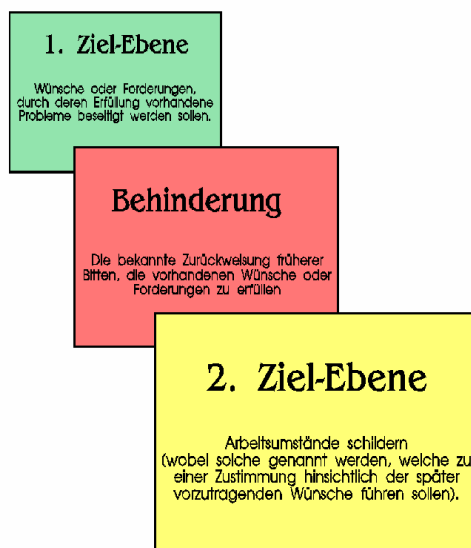 1. Ziel-Ebene
Wünsche oder Forderungen,
durch deren Erfüllung vorhandene
Probleme beseitigt werden sollen.
Behinderung
Die bekannte Zurückweisung früherer
Bitten, die vorhandenen Wünsche oder
Forderungen zu erfüllen
2. Ziel-Ebene
Arbeitsumstände schildern
(wobei solche genannt werden, welche zu
einer Zustimmung hinsichtlich der später
vorzutragenden Wünsche führen sollen).